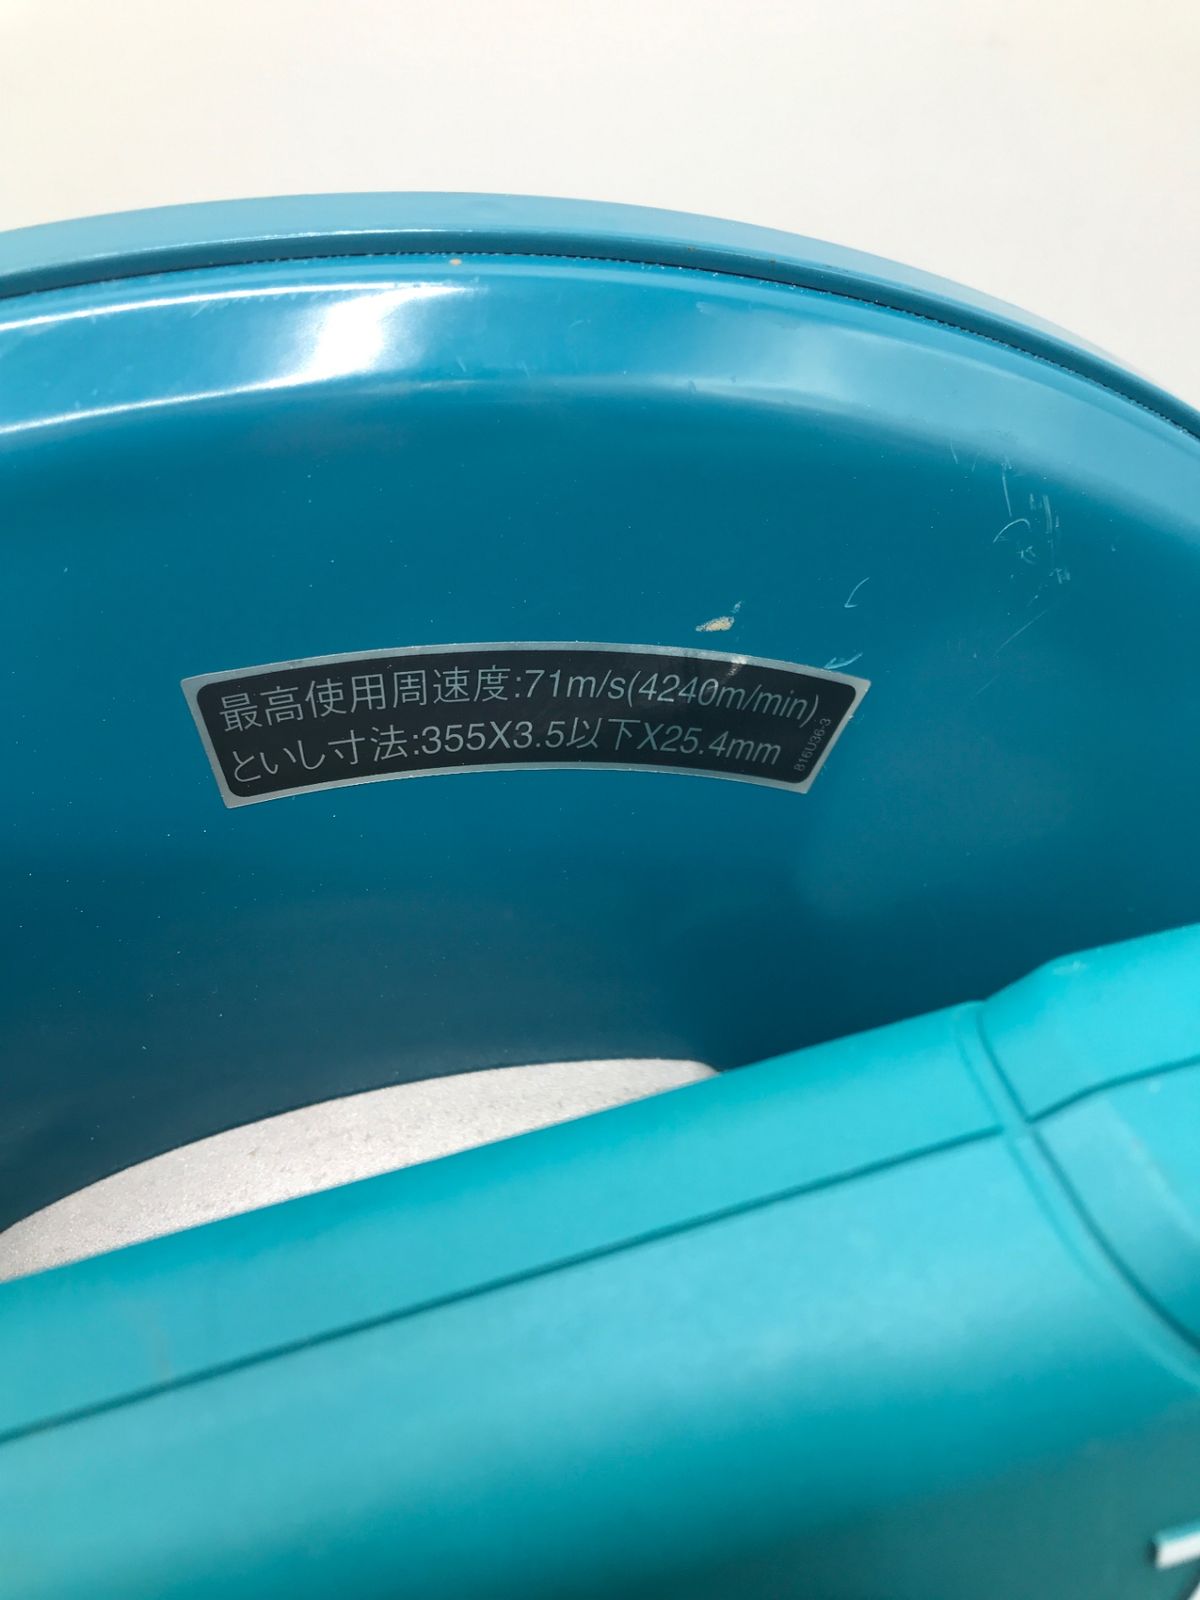 最高使用周速度:71m/s(4240m/min)
といし寸法:355X3.5以下X25.4mm
816U36-3